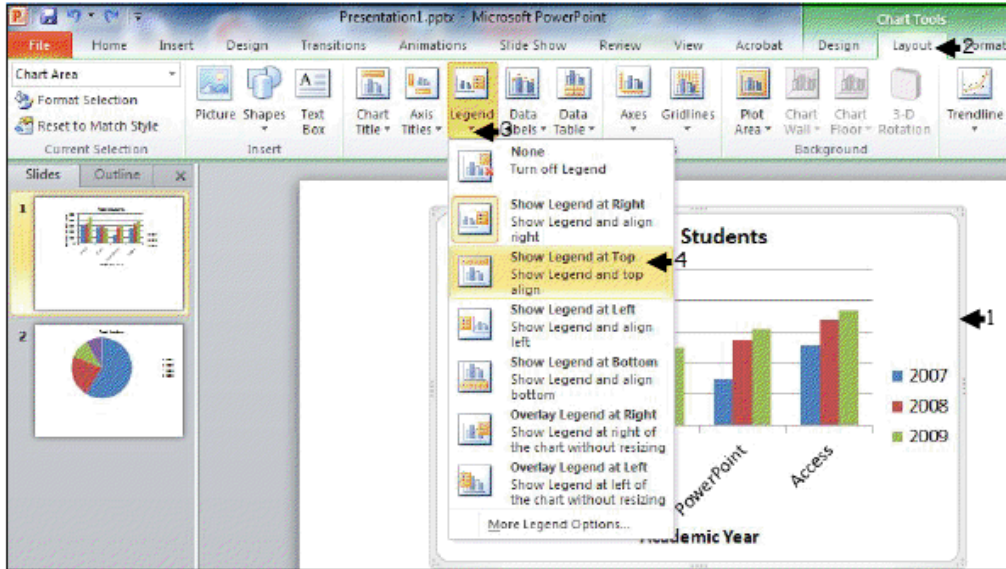 Presentation1.pptx - Microsoft PowerPoint
Chart Tools
File Home Insert Design Transitions Animations Slide Show Review View Acrobat Design Layout 2 Format
Chart Area
Format Selection
Reset to Match Style
Current Selection
Picture Shapes Text Box
Insert
Chart Title Axis Titles Legend 3 Data Labels Data Table
Axes Gridlines
Plot Area Chart Wall Chart Floor 3-D Rotation
Background
Trendline
Slides Outline
1
2
None
Turn off Legend
Show Legend at Right
Show Legend and align
right
Show Legend at Top 4
Show Legend and top
align
Show Legend at Left
Show Legend and align
left
Show Legend at Bottom
Show Legend and align
bottom
Overlay Legend at Right
Show Legend at right of
the chart without resizing
Overlay Legend at Left
Show Legend at left of
the chart without resizing
More Legend Options...
Students
1
2007
2008
2009
PowerPoint
Access
Academic Year